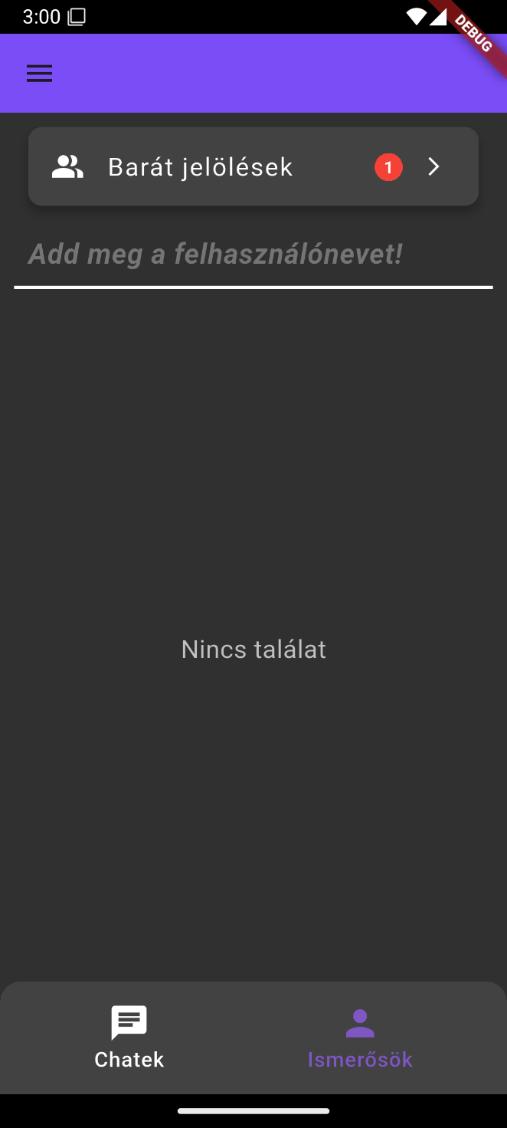 3:00
DEBUG
Barát jelölések
1
Add meg a felhasználónevet!
Nincs találat
Chatek
Ismerősök